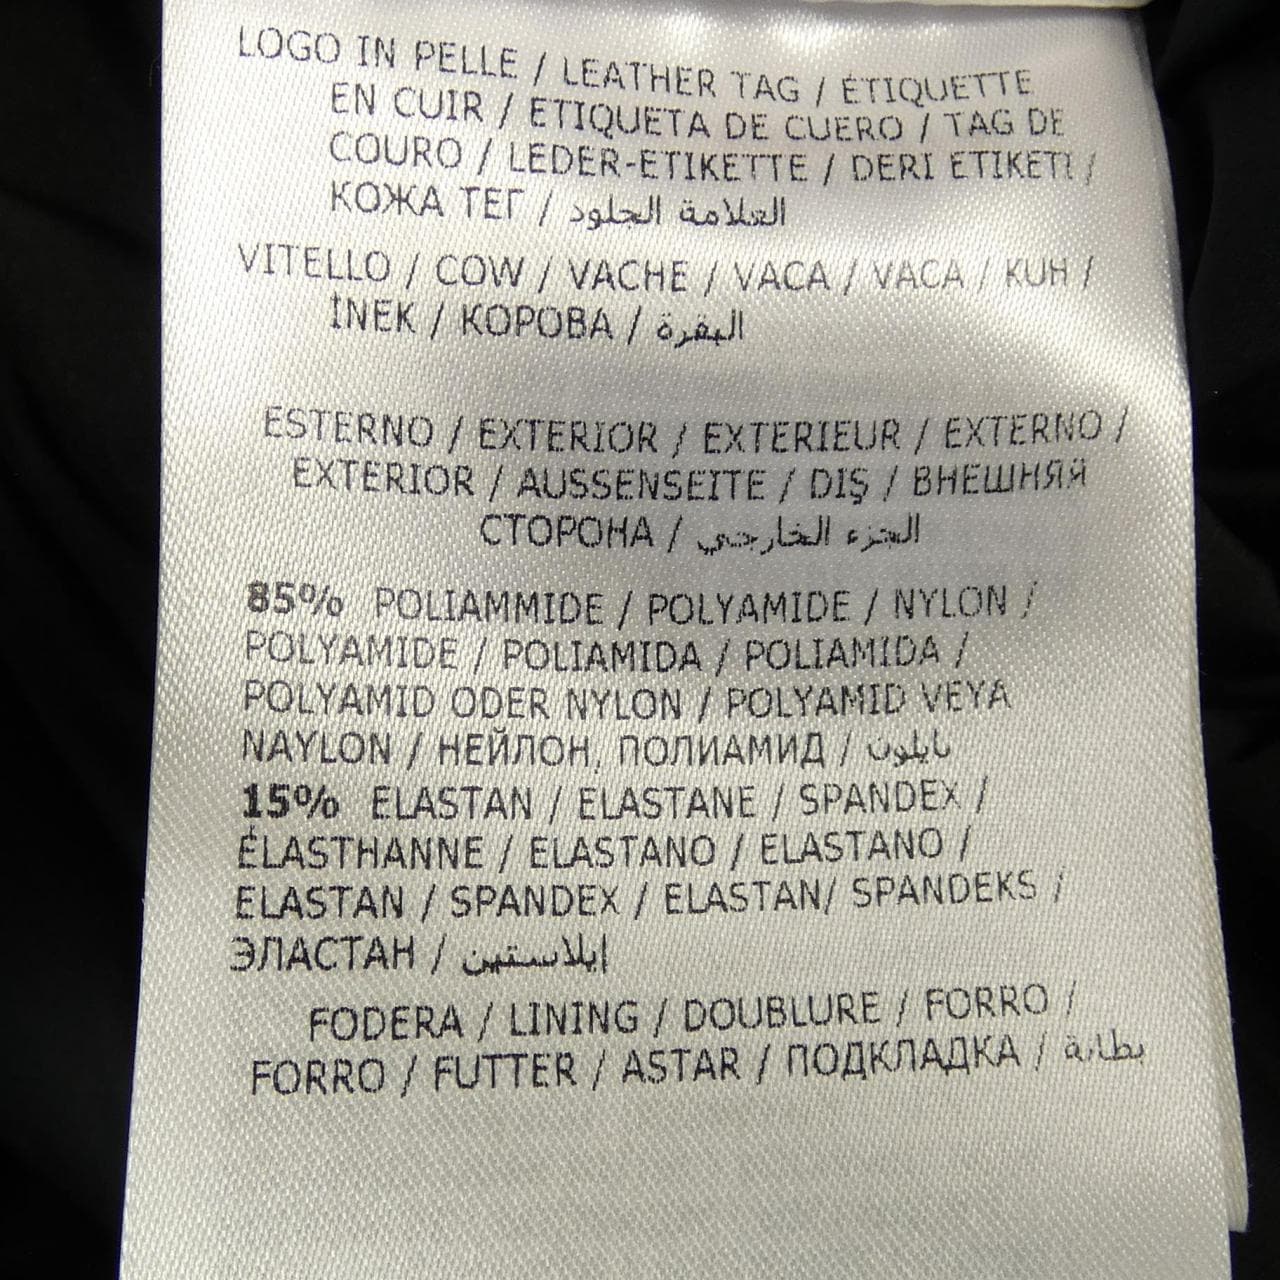 LOGO IN PELLE / LEATHER TAG / ÉTIQUETTE
EN CUIR / ETIQUETA DE CUERO / TAG DE
COURO / LEDER-ETIKETTE / DERI ETIKETI /
КОЖА ТЕГ / العلامة الجلود
VITELLO / COW / VACHE / VACA / VACA / KUH /
İNEK / КОРОВА / البقرة
ESTERNO / EXTERIOR / EXTERIEUR / EXTERNO /
EXTERIOR / AUSSENSEITE / DIŞ / ВНЕШНЯЯ
СТОРОНА / الجزء الخارجي
85% POLIAMMIDE / POLYAMIDE / NYLON /
POLYAMIDE / POLIAMIDA / POLIAMIDA /
POLYAMID ODER NYLON / POLYAMID VEYA
NAYLON / НЕЙЛОН, ПОЛИАМИД / نايلون
15% ELASTAN / ELASTANE / SPANDEX /
ÉLASTHANNE / ELASTANO / ELASTANO /
ELASTAN / SPANDEX / ELASTAN/ SPANDEKS /
ЭЛАСТАН / إيلاستين
FODERA / LINING / DOUBLURE / FORRO /
FORRO / FUTTER / ASTAR / ПОДКЛАДКА / بطانة